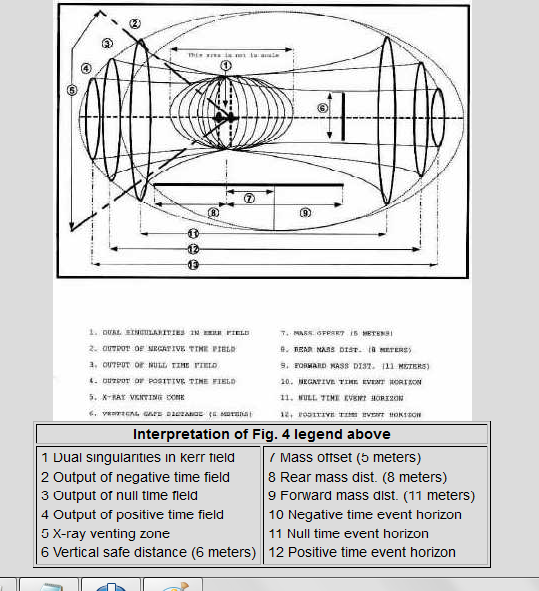 2
3
This area is not to scale
1
4
5
6
7
8
9
11
12
13
1. DUAL SINGULARITIES IN KERR FIELD
2. OUTPUT OF NEGATIVE TIME FIELD
3. OUTPUT OF NULL TIME FIELD
4. OUTPUT OF POSITIVE TIME FIELD
5. X-RAY VENTING CONE
6. VERTICAL SAFE DISTANCE (6 METERS)
7. MASS OFFSET (5 METERS)
8. REAR MASS DIST. (8 METERS)
9. FORWARD MASS DIST. (11 METERS)
10. NEGATIVE TIME EVENT HORIZON
11. NULL TIME EVENT HORIZON
12. POSITIVE TIME EVENT HORIZON
Interpretation of Fig. 4 legend above
1 Dual singularities in kerr field
2 Output of negative time field
3 Output of null time field
4 Output of positive time field
5 X-ray venting zone
6 Vertical safe distance (6 meters)
7 Mass offset (5 meters)
8 Rear mass dist. (8 meters)
9 Forward mass dist. (11 meters)
10 Negative time event horizon
11 Null time event horizon
12 Positive time event horizon